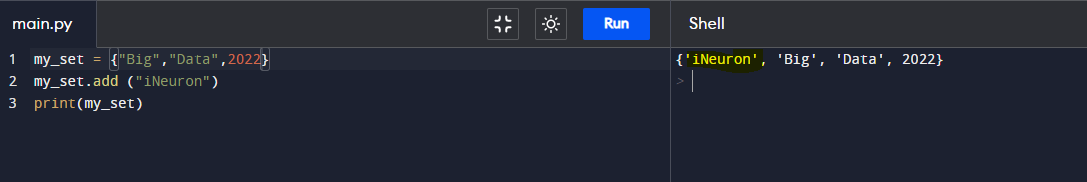 main.py
Run
Shell
1 my_set = {"Big","Data",2022}
2 my_set.add ("iNeuron")
3 print(my_set)
{'iNeuron', 'Big', 'Data', 2022}
>